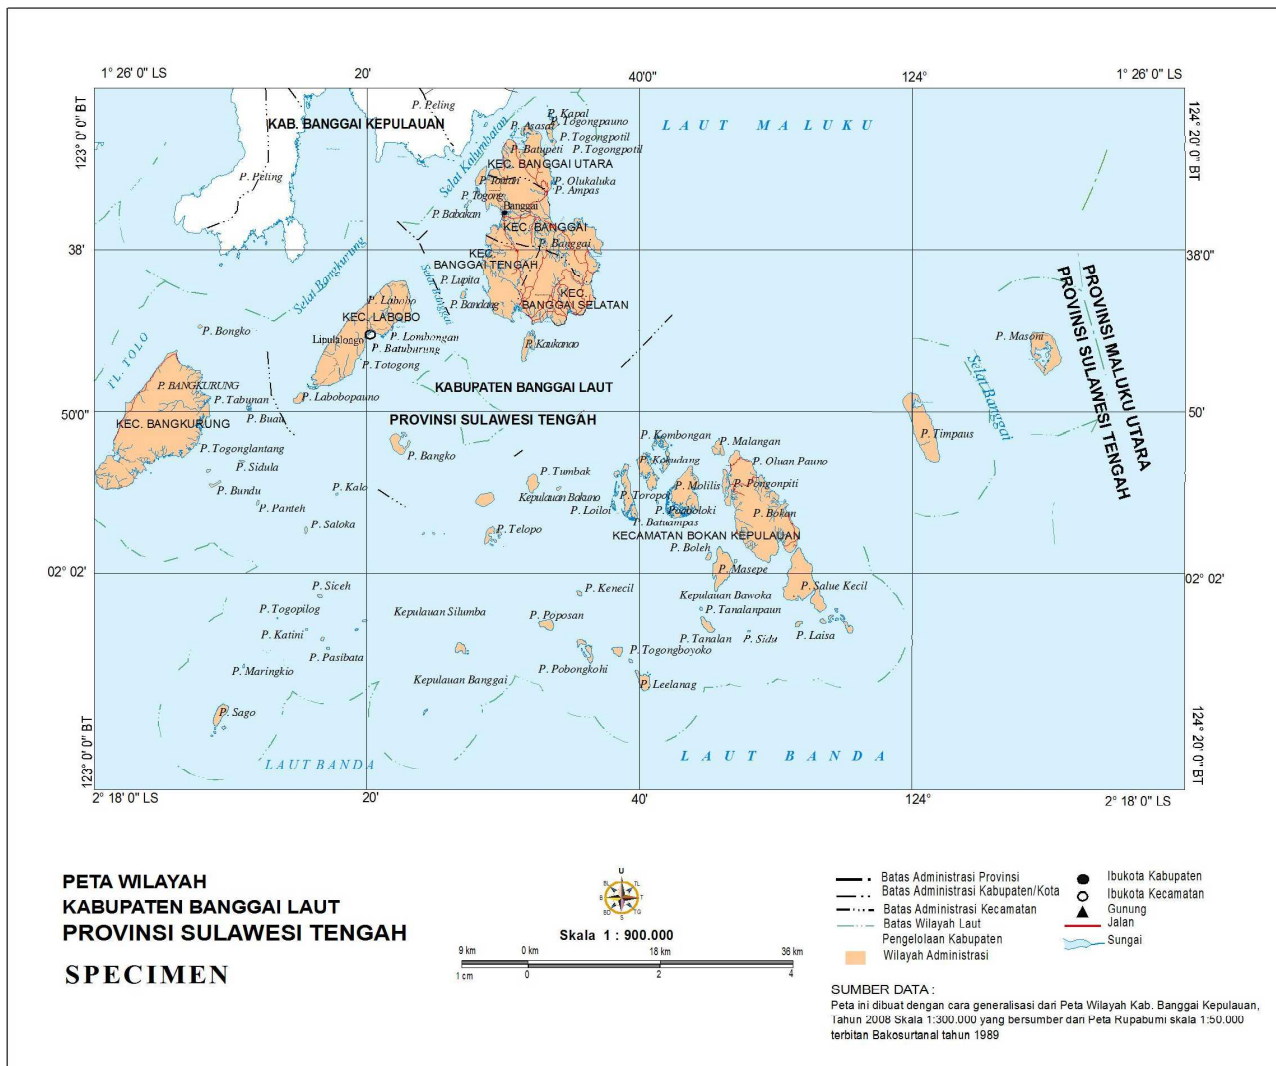 1° 26' 0" LS
20'
40'0"
124°
1° 26' 0" LS
123° 0' 0" BT
124° 20' 0" BT
P. Peling
KAB. BANGGAI KEPULAUAN
P. Kapal
P. Togongpauno
P. Asasal
P. Togongpotil
P. Batupeti
P. Togongpotil
LAUT MALUKU
Selat Kalumbatan
KEC. BANGGAI UTARA
P. Peling
P. Olukaluka
P. Ampas
P. Togong
Banggai
P. Babakan
KEC. BANGGAI
P. Banggai
38'
38'0"
KEC.
BANGGAI TENGAH
Selat Bangkurung
Selat Banggai
P. Lupita
P. Bandang
KEC.
BANGGAI SELATAN
P. Labobo
KEC. LABOBO
P. Bongko
Lipulalongo
P. Lombongan
P. Batuburung
P. Totogong
P. Kaukanao
P. Masoni
PROVINSI MALUKU UTARA
PROVINSI SULAWESI TENGAH
TL. TOLO
P. BANGKURUNG
P. Tabunan
P. Labobopauno
KABUPATEN BANGGAI LAUT
Selat Banggai
50'0"
50'
KEC. BANGKURUNG
P. Buan
PROVINSI SULAWESI TENGAH
P. Timpaus
P. Togonglantang
P. Bangko
P. Kombongan
P. Malangan
P. Sidula
P. Kokudang
P. Oluan Pauno
P. Tumbak
P. Bundu
P. Kalo
P. Molilis
P. Pongonpiti
Kepulauan Bakuno
P. Toropot
P. Panteh
P. Loiloi
P. Bokan
P. Saloka
P. Telopo
P. Batuampas
KECAMATAN BOKAN KEPULAUAN
P. Boleh
02° 02'
P. Masepe
02° 02'
P. Siceh
P. Kenecil
P. Salue Kecil
Kepulauan Bawoka
P. Togopilog
Kepulauan Silumba
P. Poposan
P. Tanalanpaun
P. Katini
P. Tanalan
P. Sidu
P. Laisa
P. Pasibata
P. Togongboyoko
P. Maringkio
P. Pobongkohi
Kepulauan Banggai
P. Leelanag
P. Sago
LAUT BANDA
LAUT BANDA
123° 0' 0" BT
124° 20' 0" BT
2° 18' 0" LS
20'
40'
124°
2° 18' 0" LS
PETA WILAYAH
KABUPATEN BANGGAI LAUT
PROVINSI SULAWESI TENGAH
SPECIMEN
U
BL
TL
B
T
BD
TG
S
Skala 1 : 900.000
9 km
0 km
18 km
36 km
1 cm
0
2
4
Batas Administrasi Provinsi
Batas Administrasi Kabupaten/Kota
Batas Administrasi Kecamatan
Batas Wilayah Laut
Pengelolaan Kabupaten
Wilayah Administrasi
Ibukota Kabupaten
Ibukota Kecamatan
Gunung
Jalan
Sungai
SUMBER DATA :
Peta ini dibuat dengan cara generalisasi dari Peta Wilayah Kab. Banggai Kepulauan,
Tahun 2008 Skala 1:300.000 yang bersumber dari Peta Rupabumi skala 1:50.000
terbitan Bakosurtanal tahun 1989